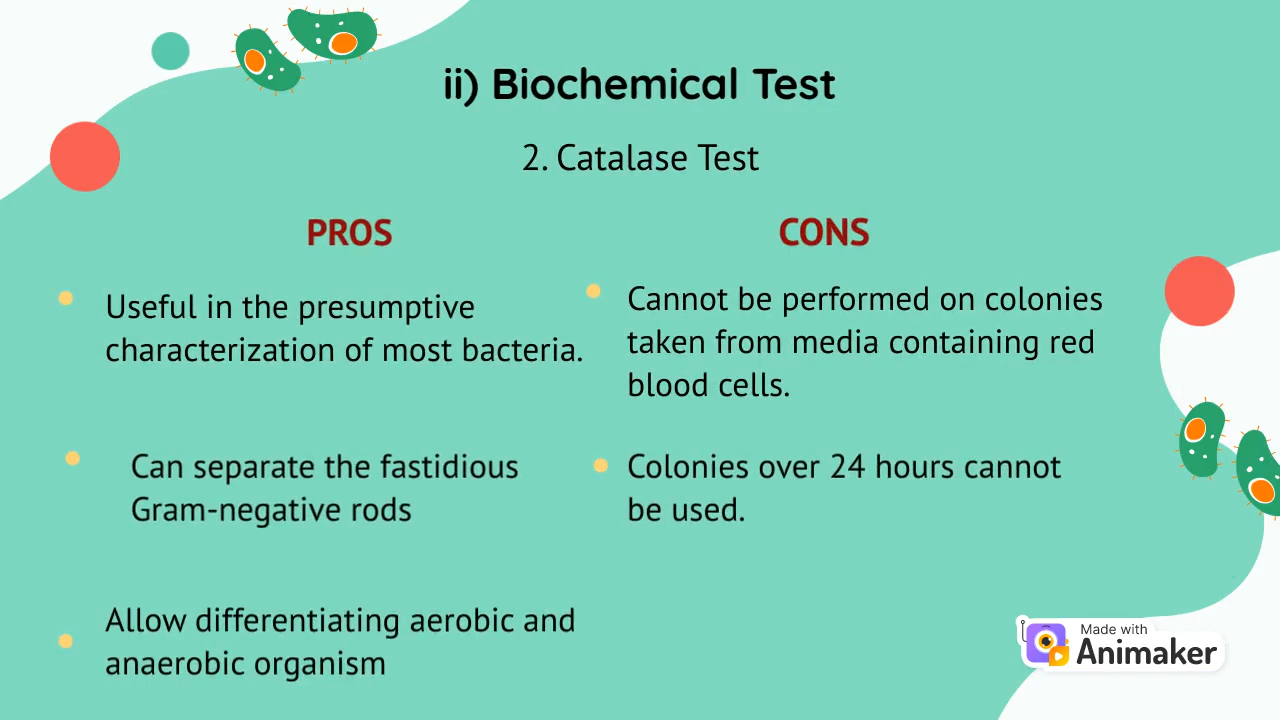 ii) Biochemical Test
2. Catalase Test
PROS
Useful in the presumptive
characterization of most bacteria.
Can separate the fastidious
Gram-negative rods
Allow differentiating aerobic and
anaerobic organism
CONS
Cannot be performed on colonies
taken from media containing red
blood cells.
Colonies over 24 hours cannot
be used.
Made with
Animaker